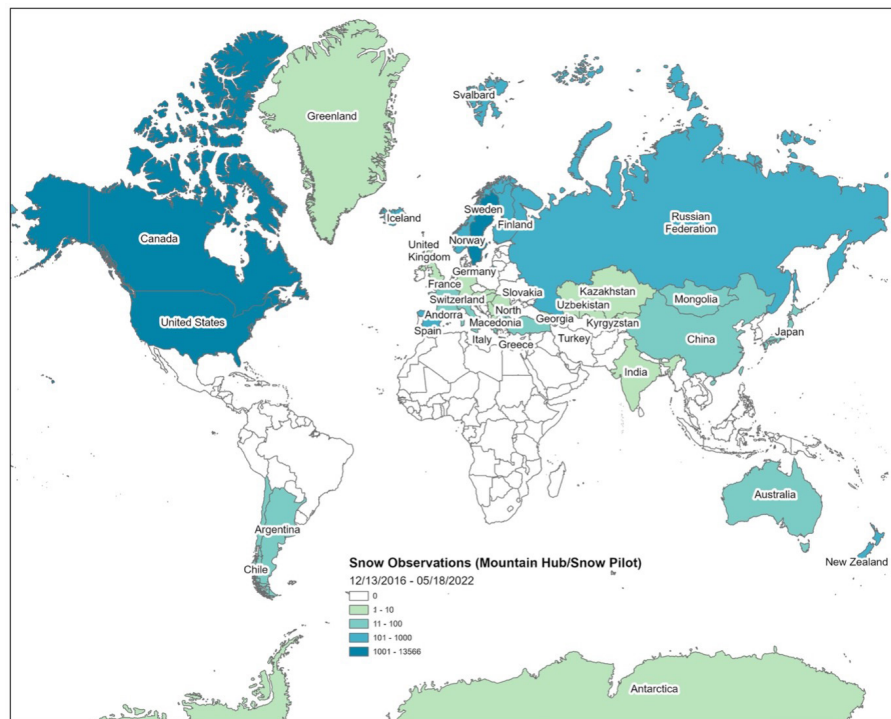 Greenland
Svalbard
Canada
Iceland
Sweden
Finland
Norway
Russian
Federation
United
Kingdom
Germany
France
Slovakia
Switzerland
Kazakhstan
Uzbekistan
Mongolia
United States
Andorra
North
Macedonia
Georgia
Kyrgyzstan
Spain
Italy
Greece
Turkey
China
Japan
India
Australia
Argentina
Chile
New Zealand
Snow Observations (Mountain Hub/Snow Pilot)
12/13/2016 - 05/18/2022
0
1 - 10
11 - 100
101 - 1000
1001 - 13566
Antarctica